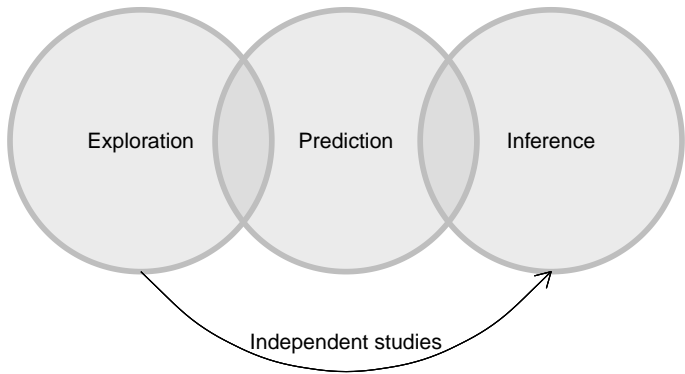 Exploration
Prediction
Inference
Independent studies